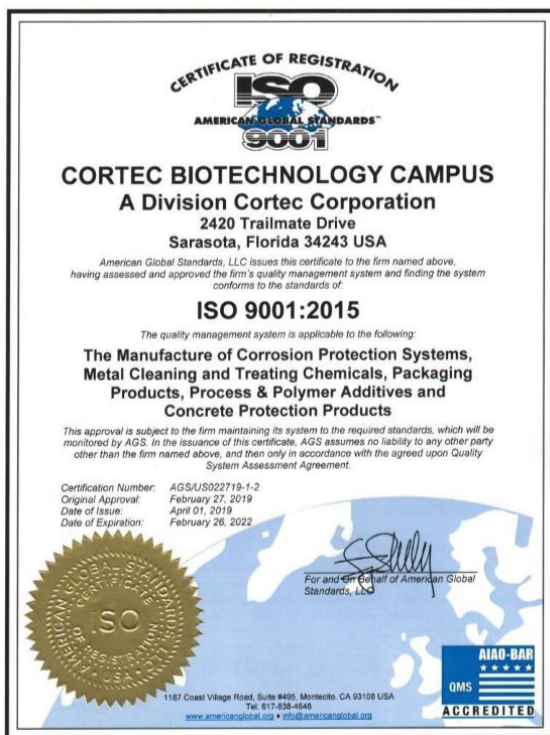 CERTIFICATE OF REGISTRATION
ISO
AMERICAN GLOBAL STANDARDS™
9001
CORTEC BIOTECHNOLOGY CAMPUS
A Division Cortec Corporation
2420 Trailmate Drive
Sarasota, Florida 34243 USA
American Global Standards, LLC issues this certificate to the firm named above,
having assessed and approved the firm's quality management system and finding the system
conforms to the standards of:
ISO 9001:2015
The quality management system is applicable to the following:
The Manufacture of Corrosion Protection Systems,
Metal Cleaning and Treating Chemicals, Packaging
Products, Process & Polymer Additives and
Concrete Protection Products
This approval is subject to the firm maintaining its system to the required standards, which will be
monitored by AGS. In the issuance of this certificate, AGS assumes no liability to any other party
other than the firm named above, and then only in accordance with the agreed upon Quality
System Assessment Agreement.
Certification Number: AGS/US022719-1-2
Original Approval: February 27, 2019
Date of Issue: April 01, 2019
Date of Expiration: February 26, 2022
For and On Behalf of American Global
Standards, LLC
AMERICAN GLOBAL STANDARDS, LLC
CERTIFICATE
ISO
OF REGISTRATION
U.S.A.
AIAO-BAR
QMS
ACCREDITED
1187 Coast Village Road, Suite #495, Montecito, CA 93108 USA
Tel: 617-838-4648
www.americanglobal.org ♦ info@americanglobal.org